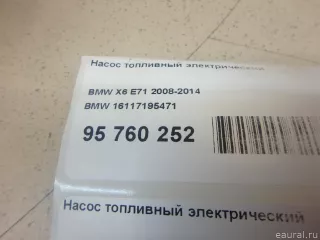 Насос топливный электрический
BMW X6 E71 2008-2014
BMW 16117195471
95 760 252
Насос топливный электрический
eaural.ru